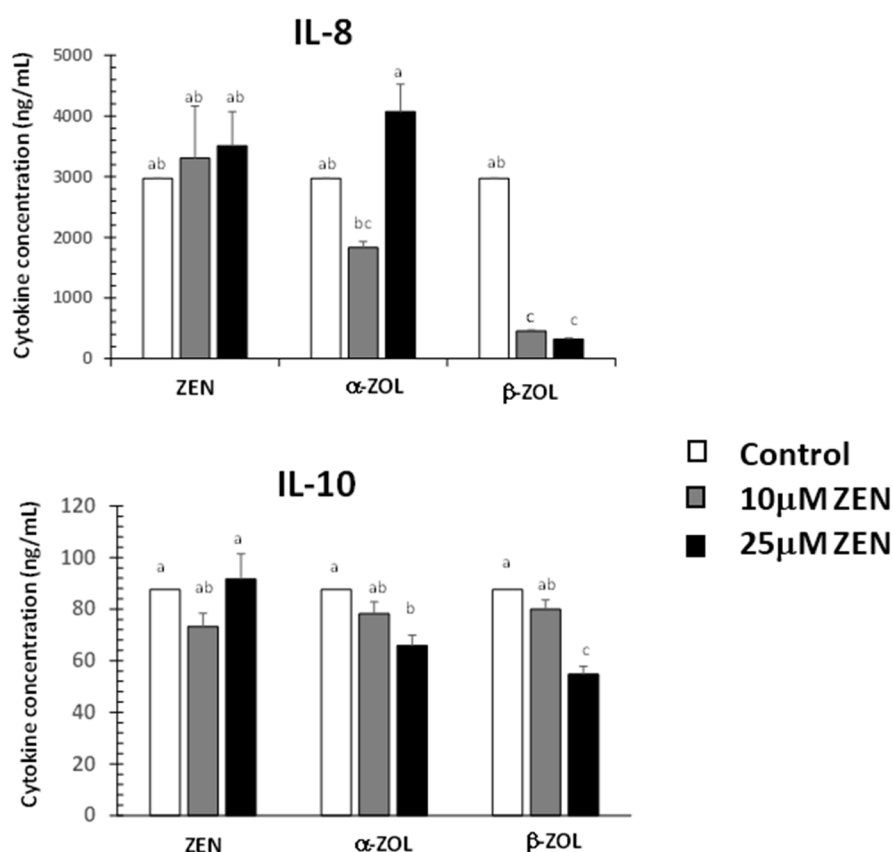 IL-8
Cytokine concentration (ng/mL)
5000
4000
3000
2000
1000
0
ab
ab
ab
ab
bc
a
ab
c
c
ZEN
α-ZOL
β-ZOL
IL-10
Cytokine concentration (ng/mL)
120
100
80
60
40
20
0
a
ab
a
a
ab
b
a
ab
c
ZEN
α-ZOL
β-ZOL
Control
10μM ZEN
25μM ZEN